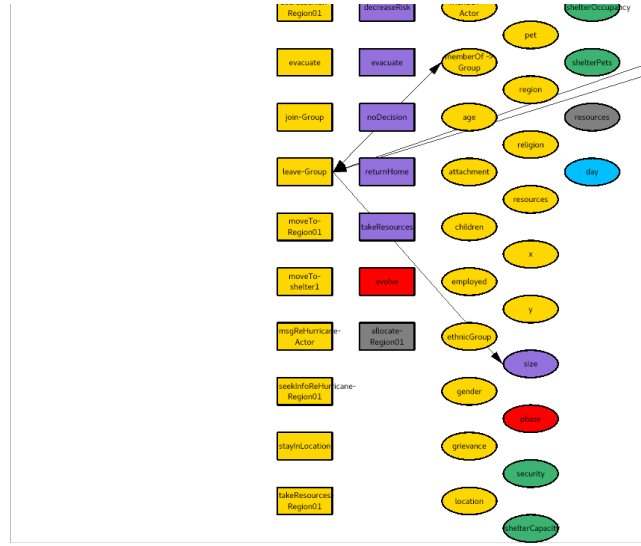 Region01
evacuate
join-Group
leave-Group
moveTo-
Region01
moveTo-
shelter1
msgReHurricane-
Actor
seekInfoReHurricane-
Region01
stayInLocation
takeResources
Region01
decreaseRisk
evacuate
noDecision
returnHome
takeResources
evolve
allocate-
Region01
Actor
memberOf ->
Group
age
attachment
children
employed
ethnicGroup
gender
grievance
location
pet
region
religion
resources
x
y
size
phase
security
shelterCapacity
shelterOccupancy
shelterPets
resources
day